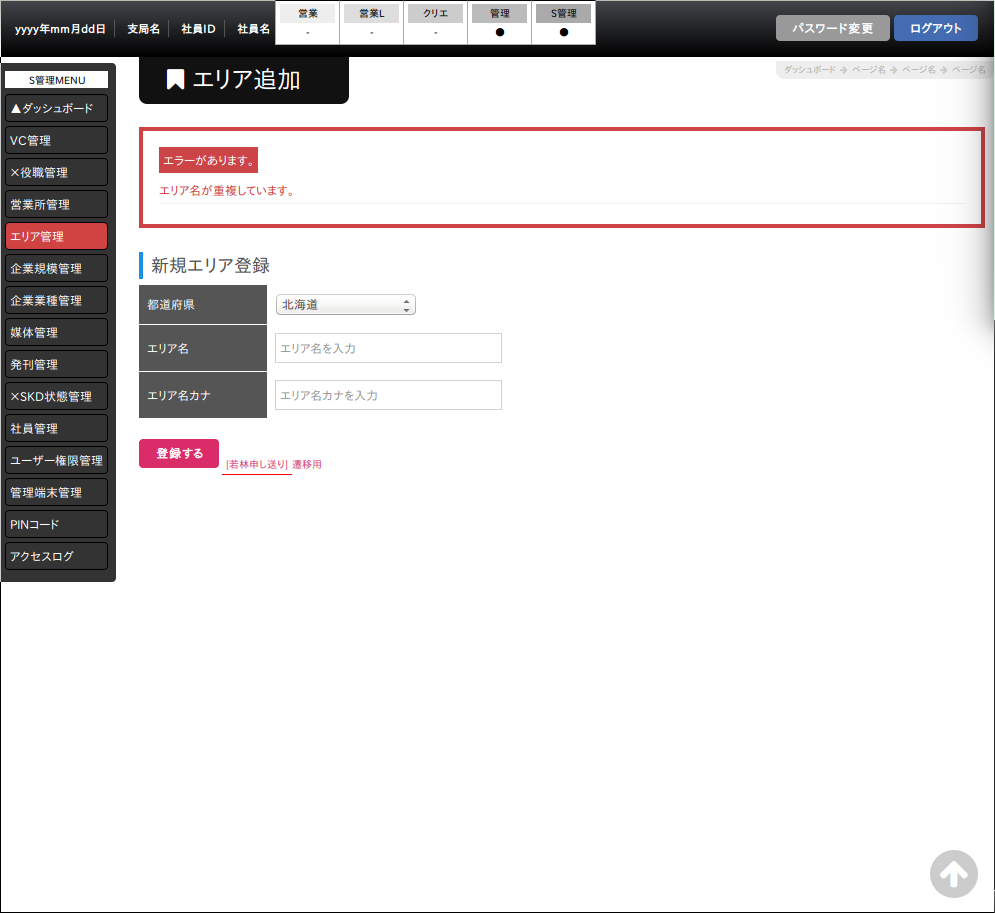 yyyy年mm月dd日 支局名 社員ID 社員名
営業 営業L クリエ 管理 S管理
- - - ● ●
パスワード変更 ログアウト
ダッシュボード → ページ名 → ページ名 → ページ名
S管理MENU
▲ダッシュボード
VC管理
×役職管理
営業所管理
エリア管理
企業規模管理
企業業種管理
媒体管理
発刊管理
×SKD状態管理
社員管理
ユーザー権限管理
管理端末管理
PINコード
アクセスログ
エリア追加
エラーがあります。
エリア名が重複しています。
新規エリア登録
都道府県 北海道
エリア名 エリア名を入力
エリア名カナ エリア名カナを入力
登録する [若林申し送り] 遷移用